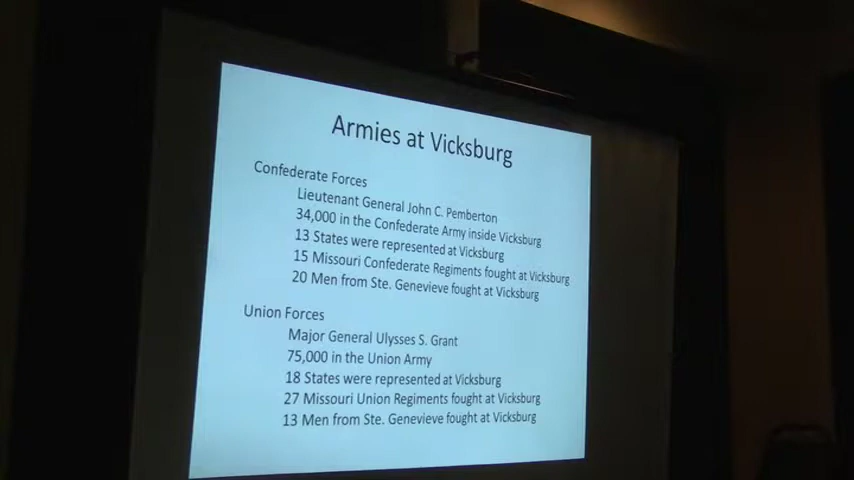 Armies at Vicksburg
Confederate Forces
Lieutenant General John C. Pemberton
34,000 in the Confederate Army inside Vicksburg
13 States were represented at Vicksburg
15 Missouri Confederate Regiments fought at Vicksburg
20 Men from Ste. Genevieve fought at Vicksburg
Union Forces
Major General Ulysses S. Grant
75,000 in the Union Army
18 States were represented at Vicksburg
27 Missouri Union Regiments fought at Vicksburg
13 Men from Ste. Genevieve fought at Vicksburg